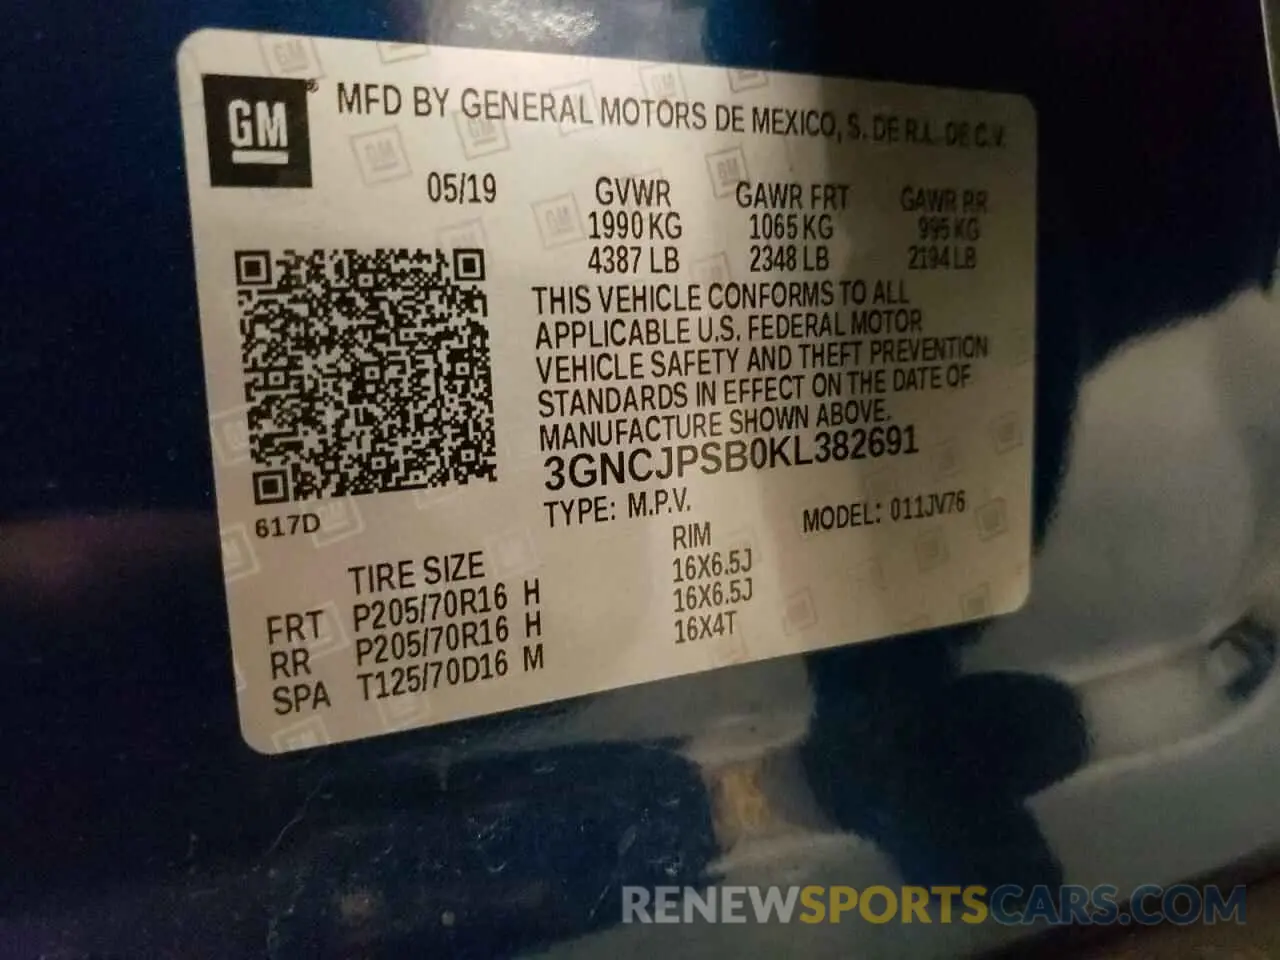 GM ® MFD BY GENERAL MOTORS DE MEXICO, S. DE R.L. DE C.V.
05/19 GVWR GAWR FRT GAWR RR
1990 KG 1065 KG 995 KG
4387 LB 2348 LB 2194 LB
THIS VEHICLE CONFORMS TO ALL
APPLICABLE U.S. FEDERAL MOTOR
VEHICLE SAFETY AND THEFT PREVENTION
STANDARDS IN EFFECT ON THE DATE OF
MANUFACTURE SHOWN ABOVE.
3GNCJPSB0KL382691
617D TYPE: M.P.V. MODEL: 011JV76
TIRE SIZE RIM
FRT P205/70R16 H 16X6.5J
RR P205/70R16 H 16X6.5J
SPA T125/70D16 M 16X4T
RENEWSPORTSCARS.COM